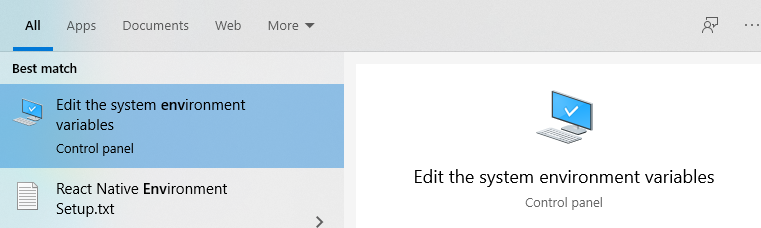 All Apps Documents Web More
Best match
Edit the system environment
variables
Control panel
React Native Environment
Setup.txt
Edit the system environment variables
Control panel